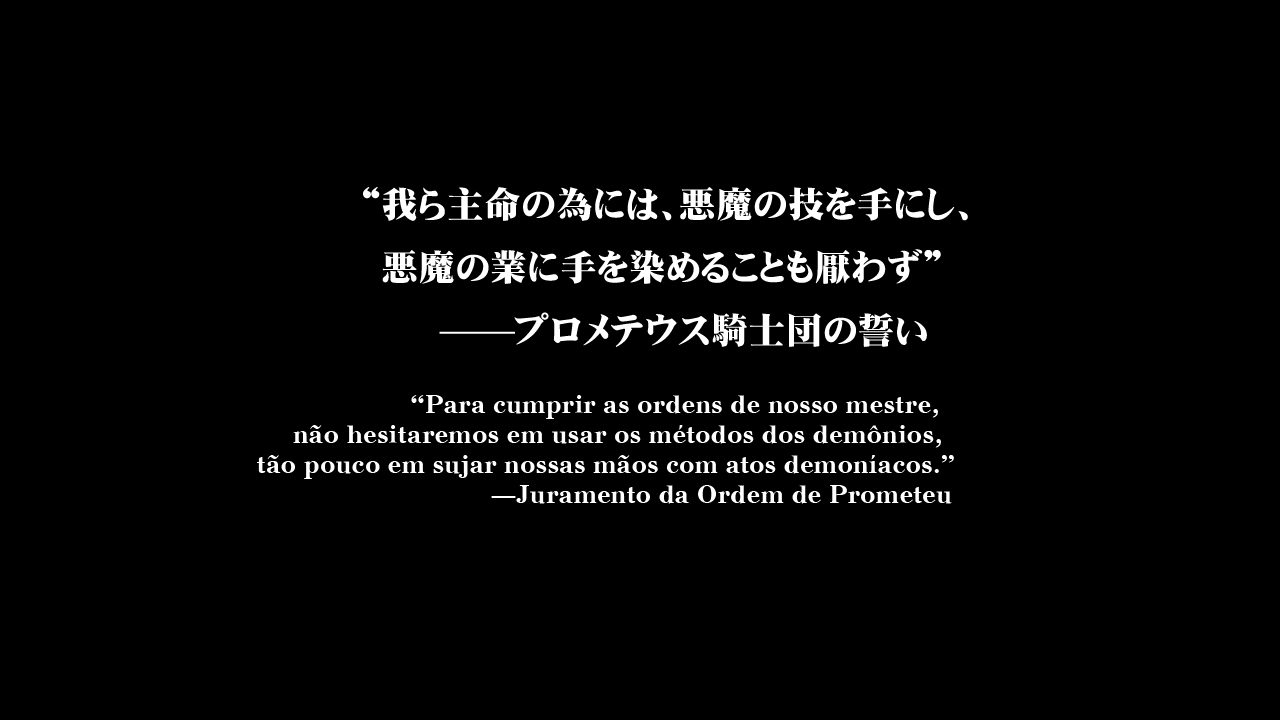 “我ら主命の為には、悪魔の技を手にし、
悪魔の業に手を染めることも厭わず”
――プロメテウス騎士団の誓い
“Para cumprir as ordens de nosso mestre,
não hesitaremos em usar os métodos dos demônios,
tão pouco em sujar nossas mãos com atos demoníacos.”
—Juramento da Ordem de Prometeu